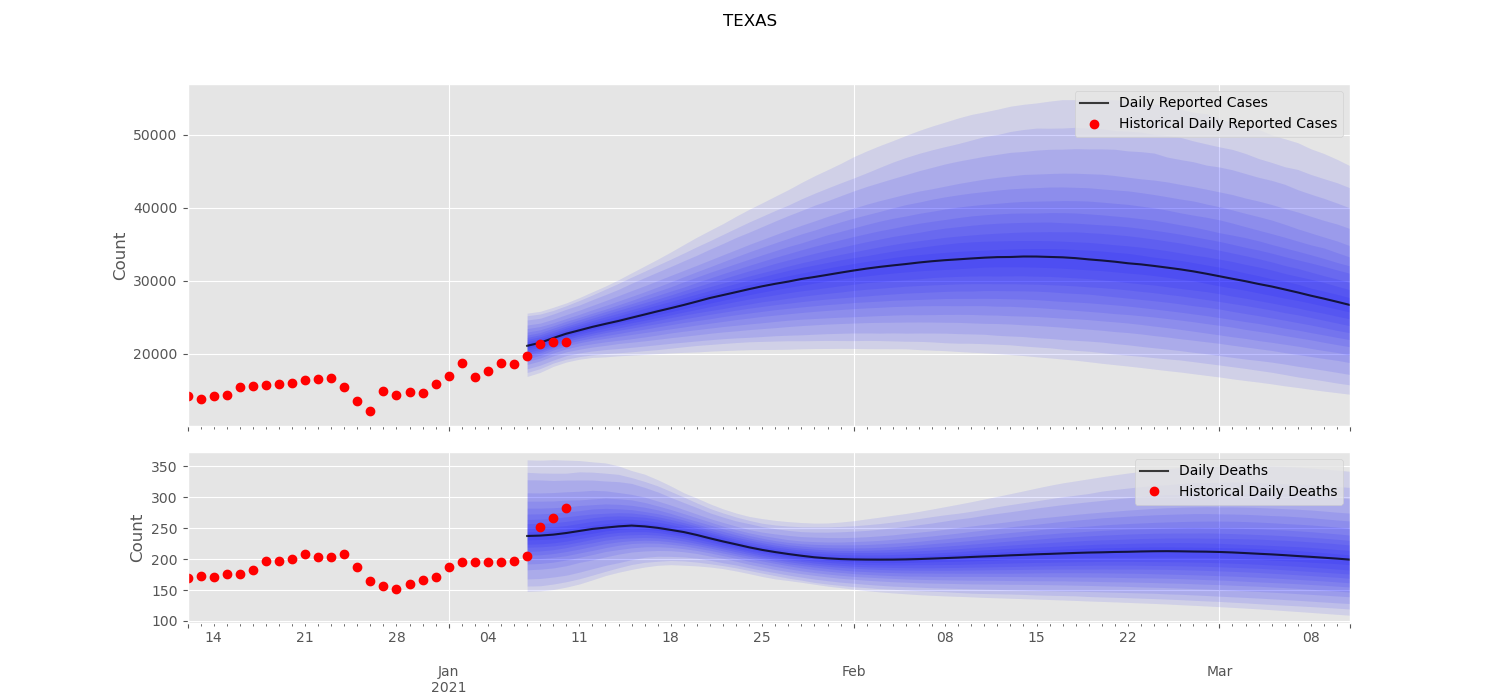 TEXAS
Daily Reported Cases
Historical Daily Reported Cases
Count
50000
40000
30000
20000
Daily Deaths
Historical Daily Deaths
Count
350
300
250
200
150
100
14 21 28 04 11 18 25 08 15 22 08
Jan Feb Mar
2021